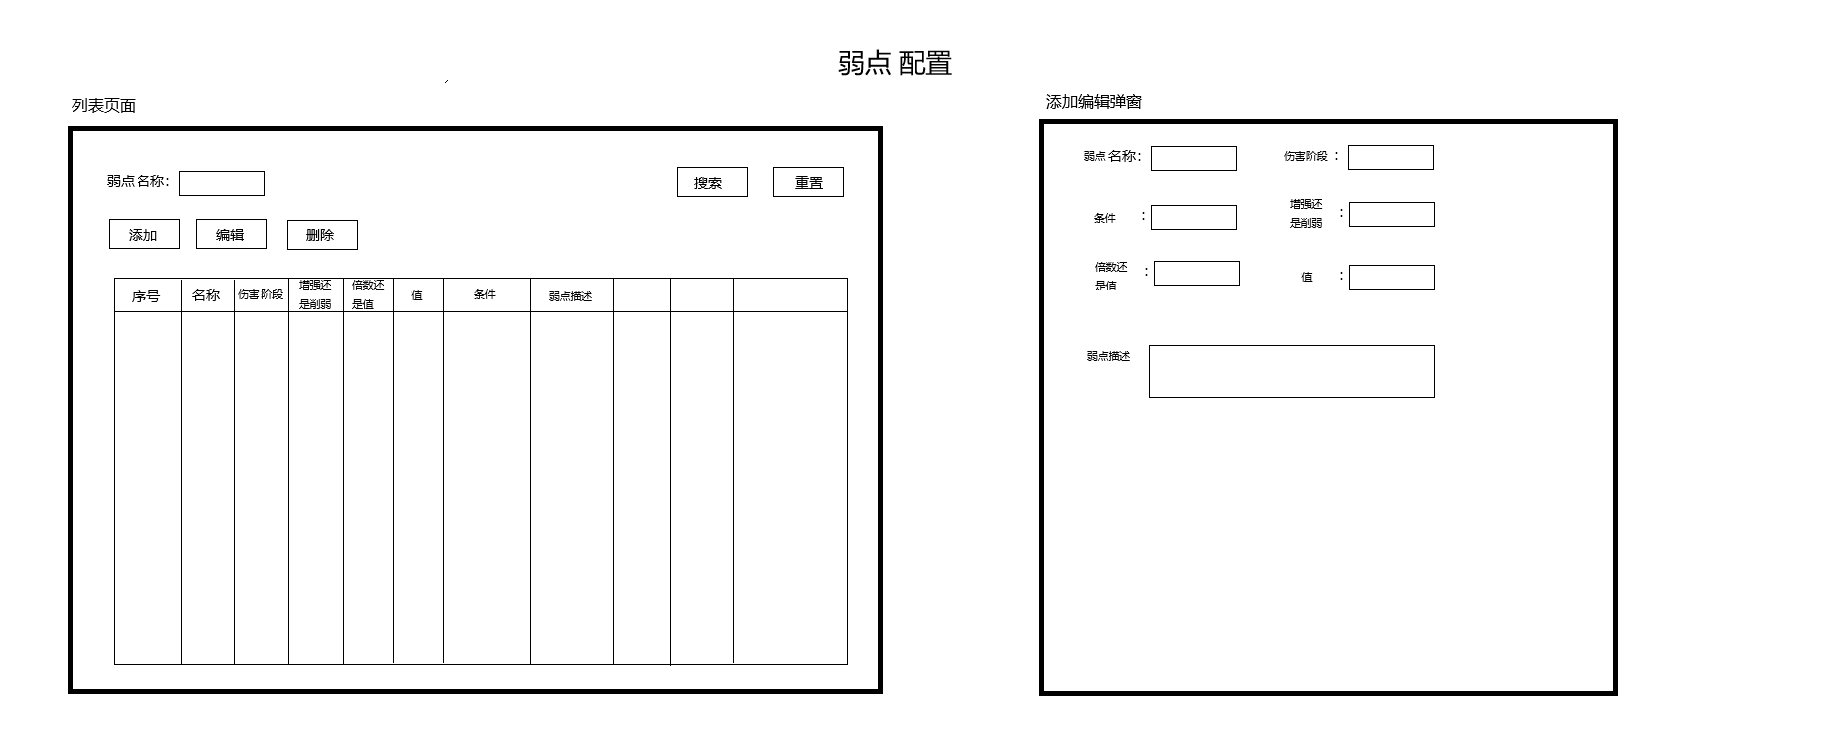 弱点 配置
列表页面
弱点 名称：
搜索
重置
添加
编辑
删除
序号
名称
伤害 阶段
增强还
是削弱
倍数还
是值
值
条件
弱点描述
添加编辑弹窗
弱点 名称：
伤害阶段 ：
条件 ：
增强还
是削弱 ：
倍数还
是值 ：
值 ：
弱点描述